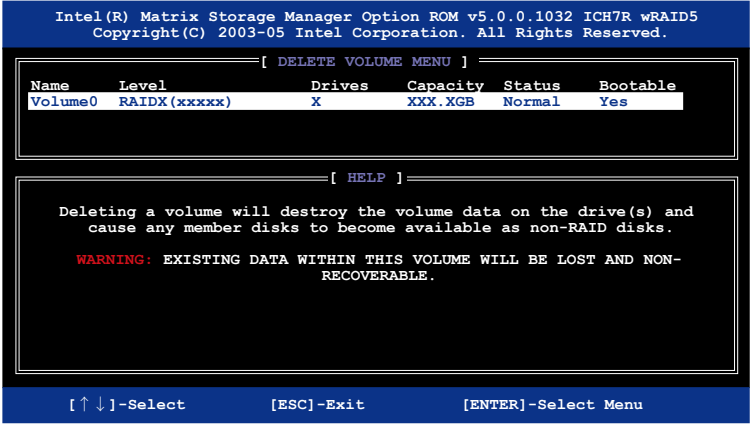 Intel(R) Matrix Storage Manager Option ROM v5.0.0.1032 ICH7R wRAID5
Copyright(C) 2003-05 Intel Corporation. All Rights Reserved.
[ DELETE VOLUME MENU ]
Name Level Drives Capacity Status Bootable
Volume0 RAIDX(xxxxx) X XXX.XGB Normal Yes
[ HELP ]
Deleting a volume will destroy the volume data on the drive(s) and
cause any member disks to become available as non-RAID disks.
WARNING: EXISTING DATA WITHIN THIS VOLUME WILL BE LOST AND NON-
RECOVERABLE.
[↑↓]-Select [ESC]-Exit [ENTER]-Select Menu